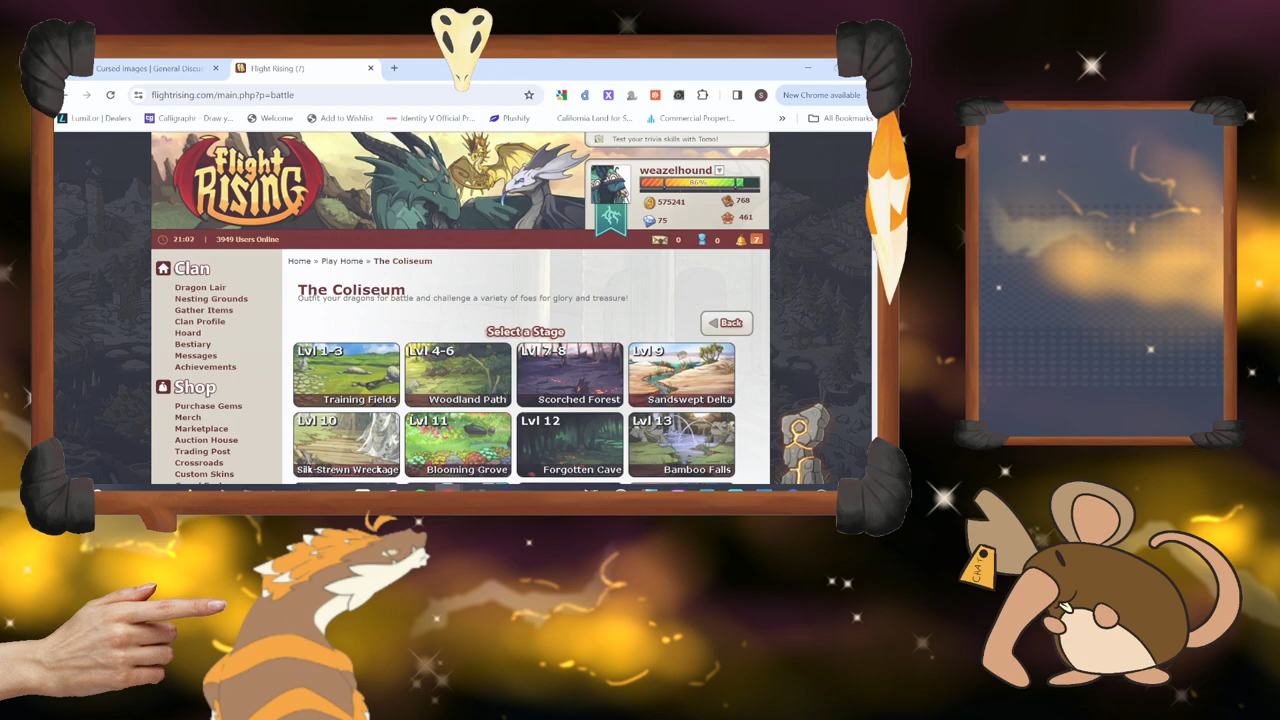 Cursed Images | General Discus
Flight Rising (7)
flightrising.com/main.php?p=battle
New Chrome available
Lumi.or | Dealers
Calligraphr - Draw y...
Welcome
Add to Wishlist
Identity V Official Pr...
Plushify
California Land for S...
Commercial Propert...
All Bookmarks
Flight RISING
Test your trivia skills with Tomo!
weazelhound
86%
575241
768
75
461
21:02 | 3949 Users Online
0
0
7
Clan
Dragon Lair
Nesting Grounds
Gather Items
Clan Profile
Hoard
Bestiary
Messages
Achievements
Shop
Purchase Gems
Merch
Marketplace
Auction House
Trading Post
Crossroads
Custom Skins
Home » Play Home » The Coliseum
The Coliseum
Outfit your dragons for battle and challenge a variety of foes for glory and treasure!
Back
Select a Stage
Lvl 1-3
Training Fields
Lvl 4-6
Woodland Path
Lvl 7-8
Scorched Forest
Lvl 9
Sandswept Delta
Lvl 10
Silk-Strewn Wreckage
Lvl 11
Blooming Grove
Lvl 12
Forgotten Cave
Lvl 13
Bamboo Falls
CHAT